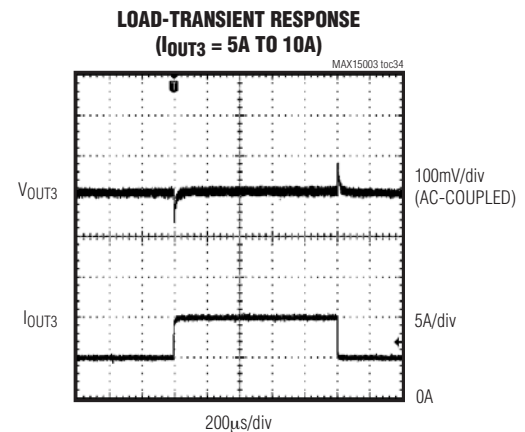 LOAD-TRANSIENT RESPONSE
(IOUT3 = 5A TO 10A)
MAX15003 toc34
T
VOUT3
100mV/div
(AC-COUPLED)
IOUT3
5A/div
0A
200µs/div